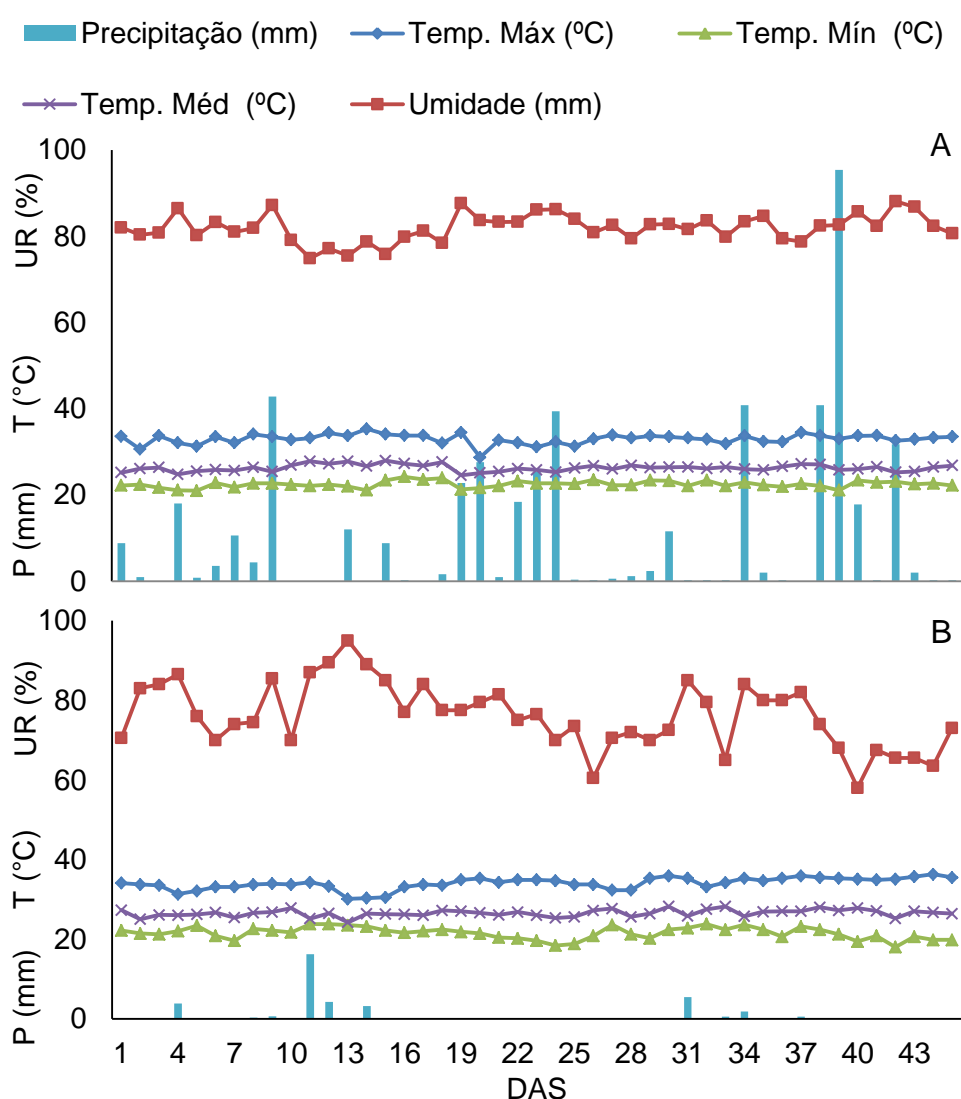 Precipitação (mm) Temp. Máx (ºC) Temp. Mín (ºC)
Temp. Méd (ºC) Umidade (mm)
A
UR (%)
T (°C)
P (mm)
100
80
60
40
20
0
B
UR (%)
T (°C)
P (mm)
100
80
60
40
20
0
1 4 7 10 13 16 19 22 25 28 31 34 37 40 43
DAS